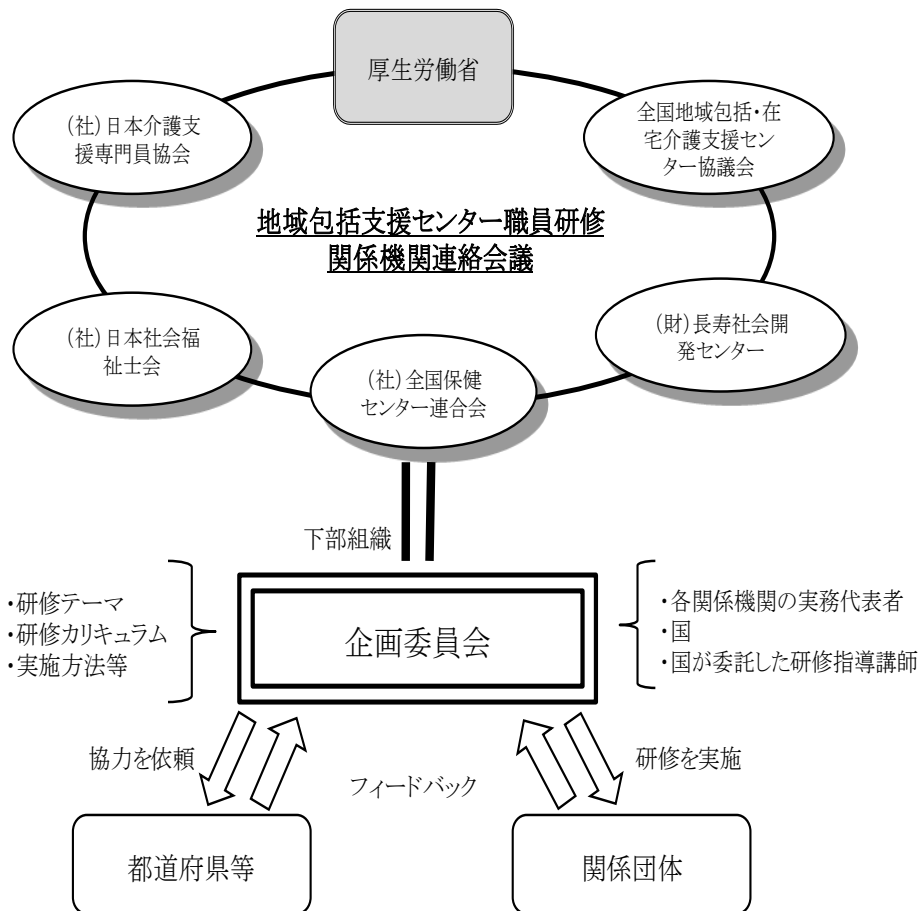 厚生労働省
(社)日本介護支
援専門員協会
全国地域包括・在
宅介護支援セン
ター協議会
地域包括支援センター職員研修
関係機関連絡会議
(社)日本社会福
祉士会
(財)長寿社会開
発センター
(社)全国保健
センター連合会
下部組織
・研修テーマ
・研修カリキュラム
・実施方法等
企画委員会
・各関係機関の実務代表者
・国
・国が委託した研修指導講師
協力を依頼
フィードバック
研修を実施
都道府県等
関係団体